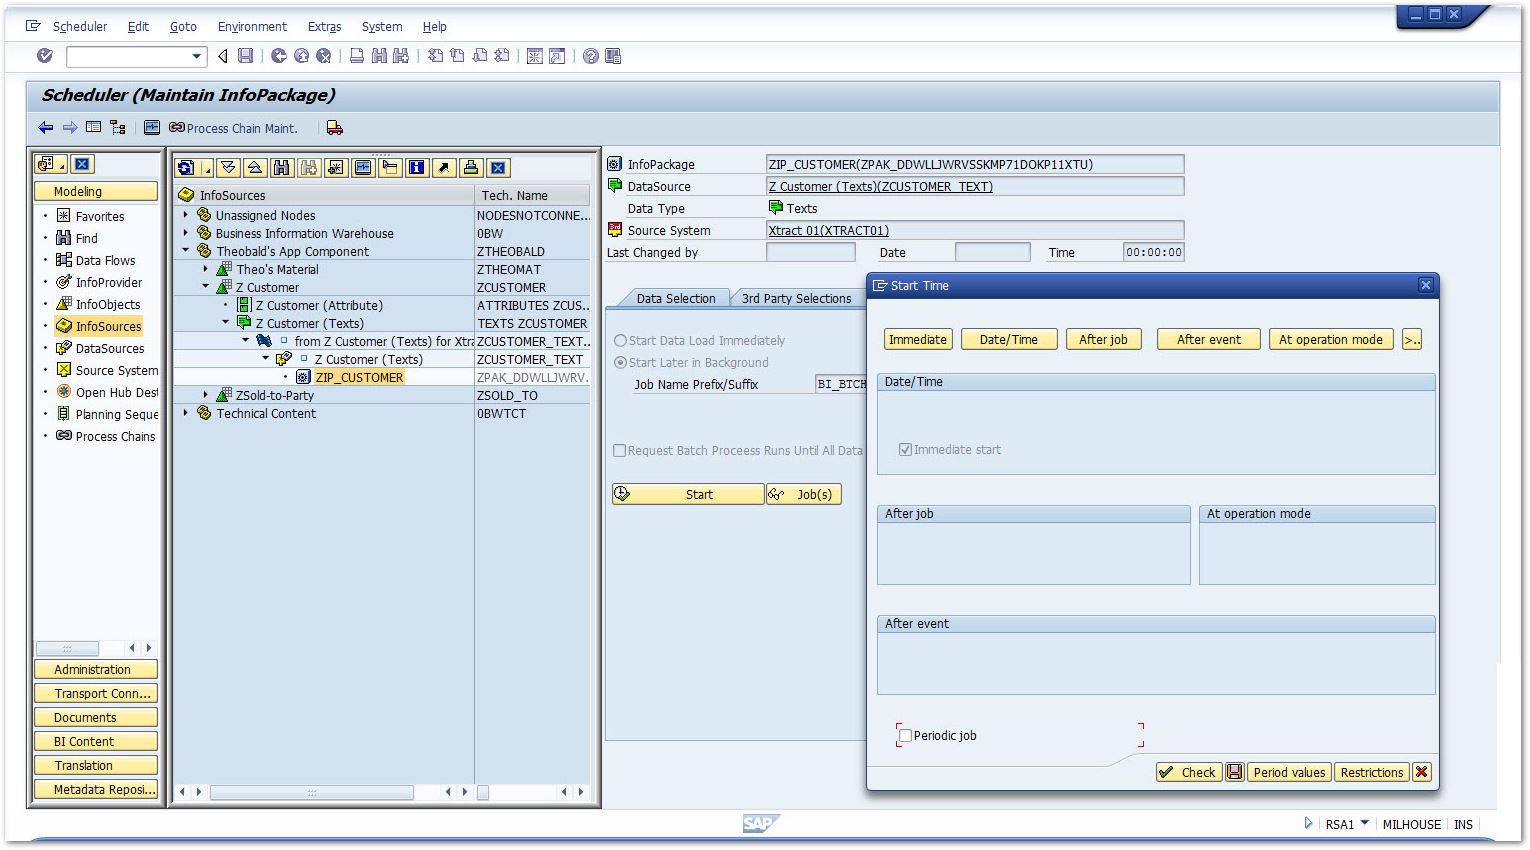 Scheduler Edit Goto Environment Extras System Help
Scheduler (Maintain InfoPackage)
Process Chain Maint.
Modeling
Favorites
Find
Data Flows
InfoProvider
InfoObjects
InfoSources
DataSources
Source System
Open Hub Dest
Planning Seque
Process Chains
Administration
Transport Conn...
Documents
BI Content
Translation
Metadata Reposi...
InfoSources Tech. Name
Unassigned Nodes NODESNOTCONNE...
Business Information Warehouse 0BW
Theobald's App Component ZTHEOBALD
Theo's Material ZTHEOMAT
Z Customer ZCUSTOMER
Z Customer (Attribute) ATTRIBUTES ZCUS...
Z Customer (Texts) TEXTS ZCUSTOMER
from Z Customer (Texts) for Xtra ZCUSTOMER_TEXT...
Z Customer (Texts) ZCUSTOMER_TEXT
ZIP_CUSTOMER ZPAK_DDWLLJWRV...
ZSold-to-Party ZSOLD_TO
Technical Content 0BWTCT
InfoPackage ZIP_CUSTOMER(ZPAK_DDWLLJWRVSSKMP71DOKP11XTU)
DataSource Z Customer (Texts)(ZCUSTOMER_TEXT)
Data Type Texts
3rd Source System Xtract 01(XTRACT01)
Last Changed by Date Time 00:00:00
Data Selection 3rd Party Selections
Start Data Load Immediately
Start Later in Background
Job Name Prefix/Suffix BI_BTCH
Request Batch Proceess Runs Until All Data
Start Job(s)
Start Time
Immediate Date/Time After job After event At operation mode >..
Date/Time
Immediate start
After job At operation mode
After event
Periodic job
Check Period values Restrictions
SAP RSA1 MILHOUSE INS